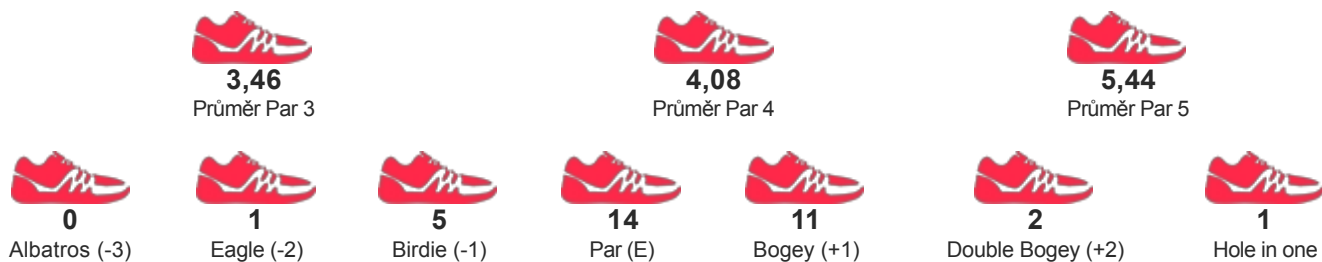 3,46 4,08 5,44
Průměr Par 3 Průměr Par 4 Průměr Par 5
0 1 5 14 11 2 1
Albatros (-3) Eagle (-2) Birdie (-1) Par (E) Bogey (+1) Double Bogey (+2) Hole in one